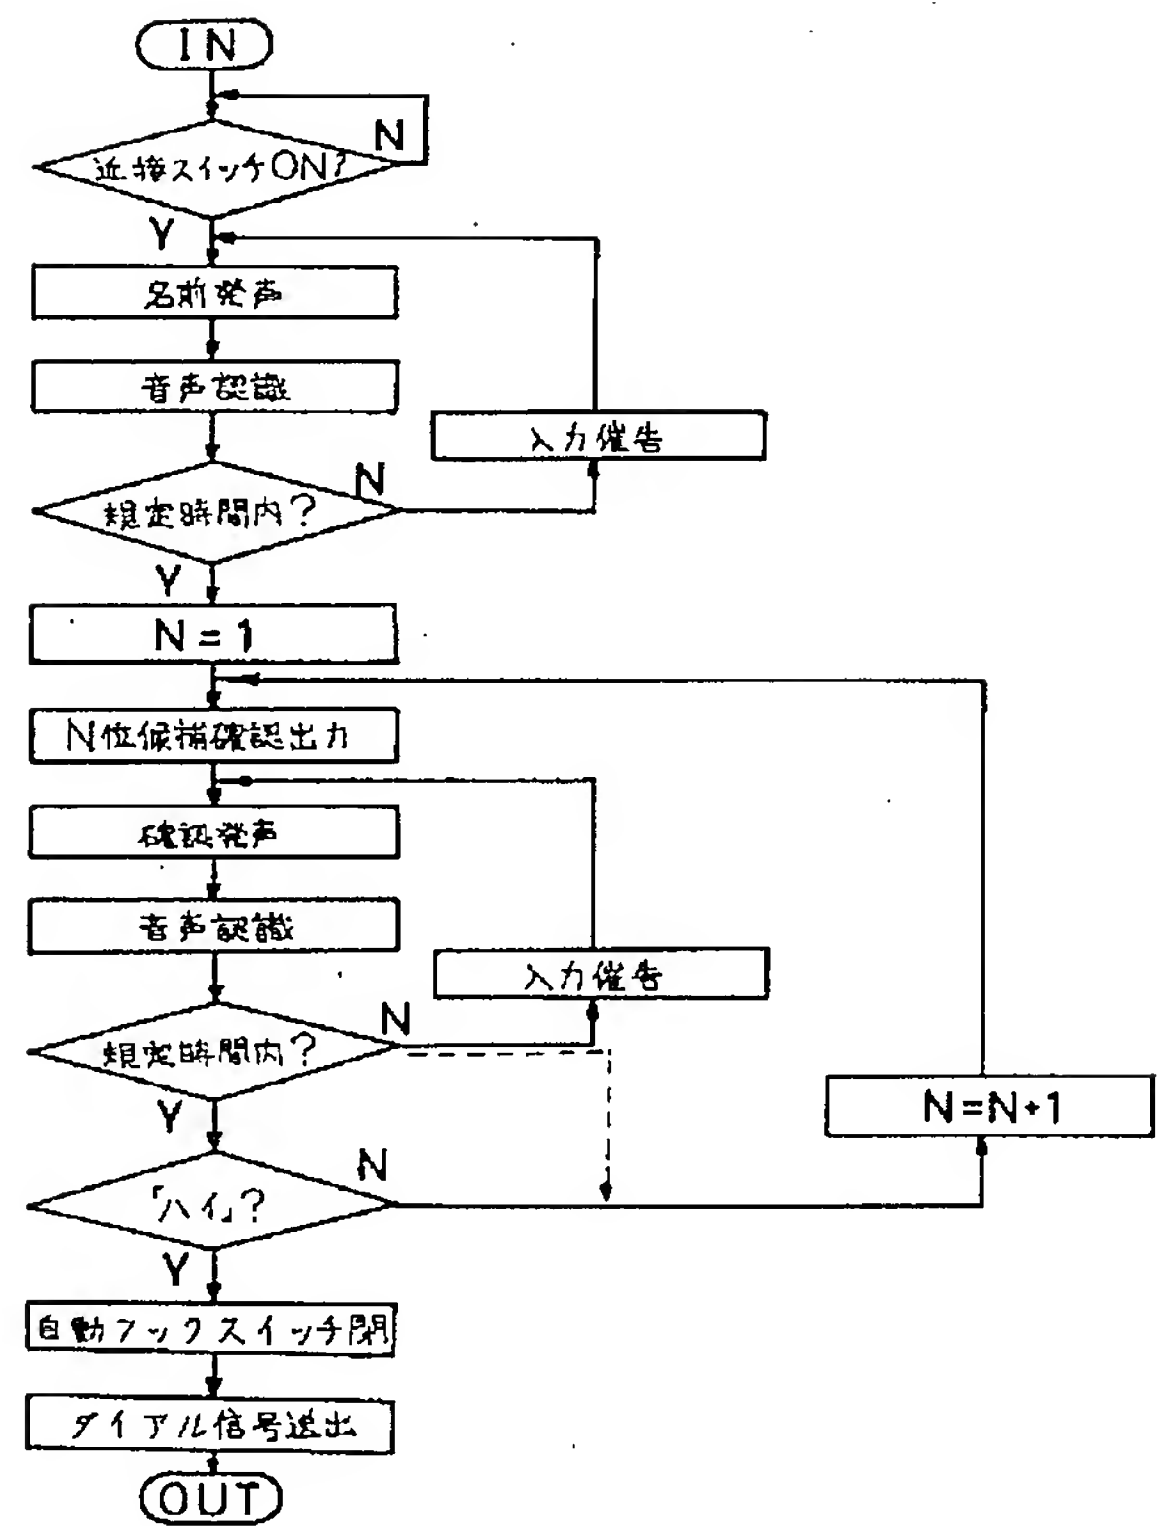 IN
近接スイッチON?
N
Y
名前発声
音声認識
入力催告
規定時間内?
N
Y
N=1
N位候補確認出力
確認発声
音声認識
入力催告
規定時間内?
N
Y
N=N+1
「ハイ」?
N
Y
自動フックスイッチ閉
ダイアル信号送出
OUT